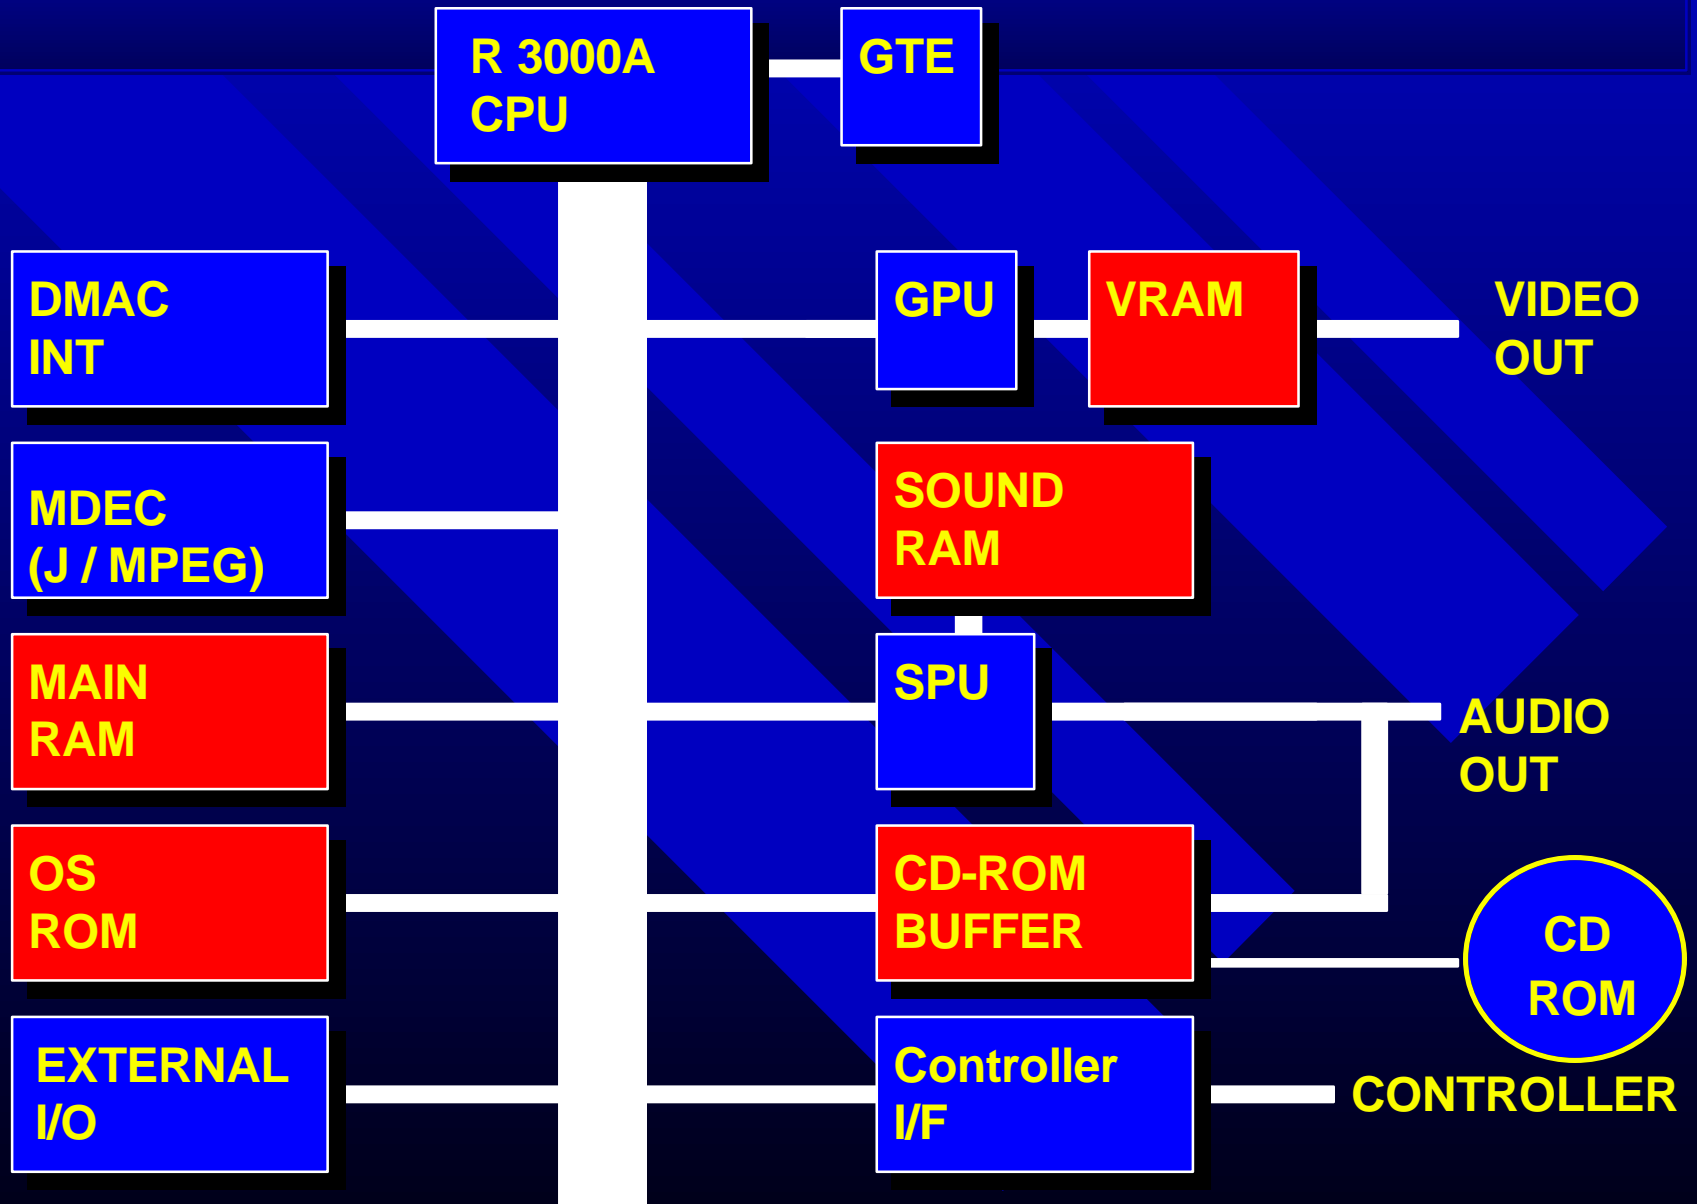 R 3000A
CPU
GTE
DMAC
INT
GPU
VRAM
VIDEO
OUT
MDEC
(J / MPEG)
SOUND
RAM
MAIN
RAM
SPU
AUDIO
OUT
OS
ROM
CD-ROM
BUFFER
CD
ROM
EXTERNAL
I/O
Controller
I/F
CONTROLLER